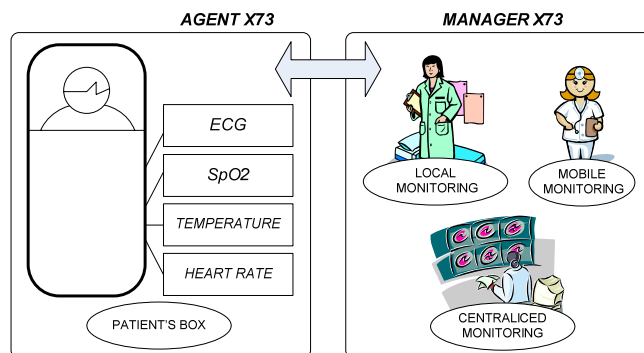 AGENT X73
MANAGER X73
ECG
SpO2
TEMPERATURE
HEART RATE
PATIENT'S BOX
LOCAL
MONITORING
MOBILE
MONITORING
CENTRALICED
MONITORING